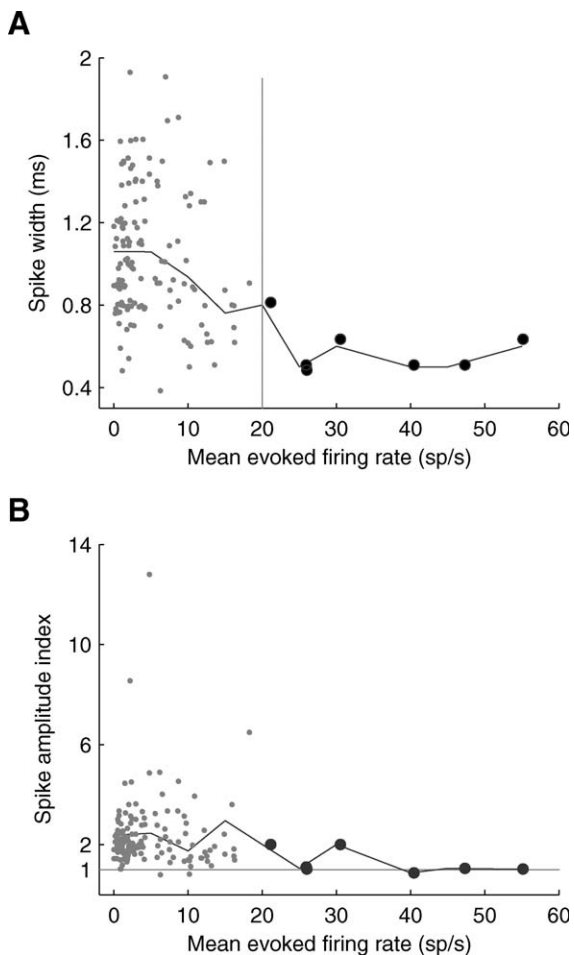 A
2
1.6
1.2
0.8
0.4
Spike width (ms)
0 10 20 30 40 50 60
Mean evoked firing rate (sp/s)
B
14
10
6
2
1
Spike amplitude index
0 10 20 30 40 50 60
Mean evoked firing rate (sp/s)